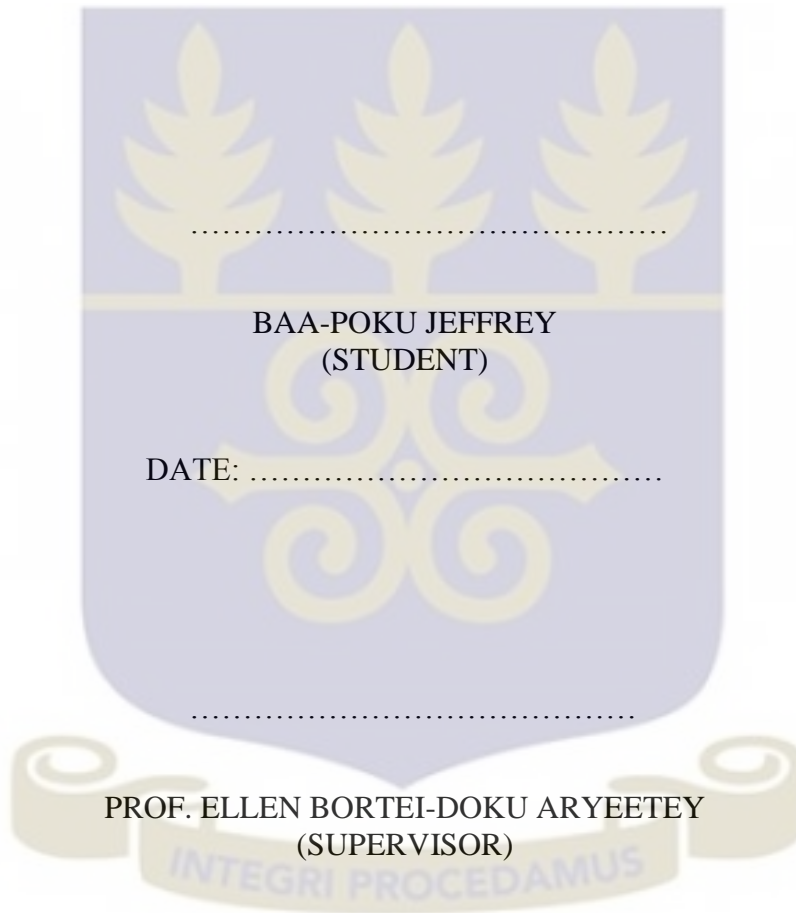 ……………………………………….
BAA-POKU JEFFREY
(STUDENT)
DATE: ………………………………….
…………………………………….
PROF. ELLEN BORTEI-DOKU ARYEETEY
(SUPERVISOR)
INTEGRI PROCEDAMUS